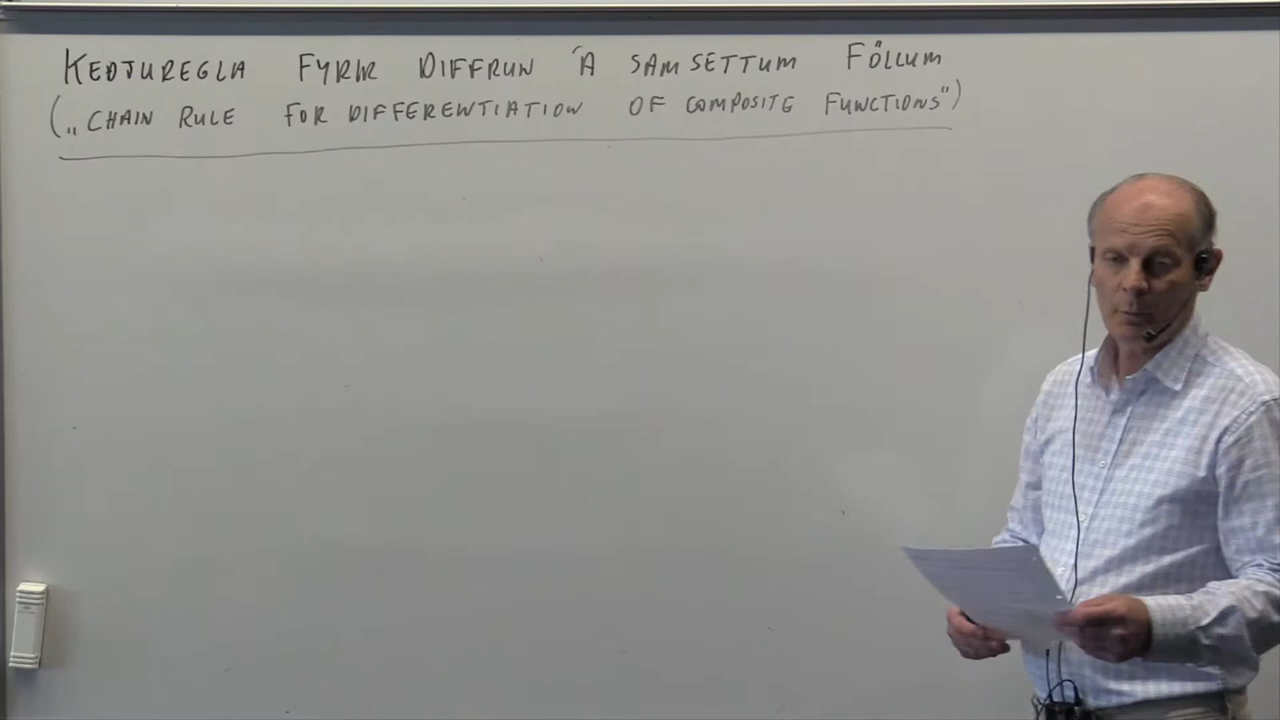 KEÐJUREGLA FYRIR DIFFRUN Á SAMSETTUM FÖLLUM
(„CHAIN RULE FOR DIFFERENTIATION OF COMPOSITE FUNCTIONS")